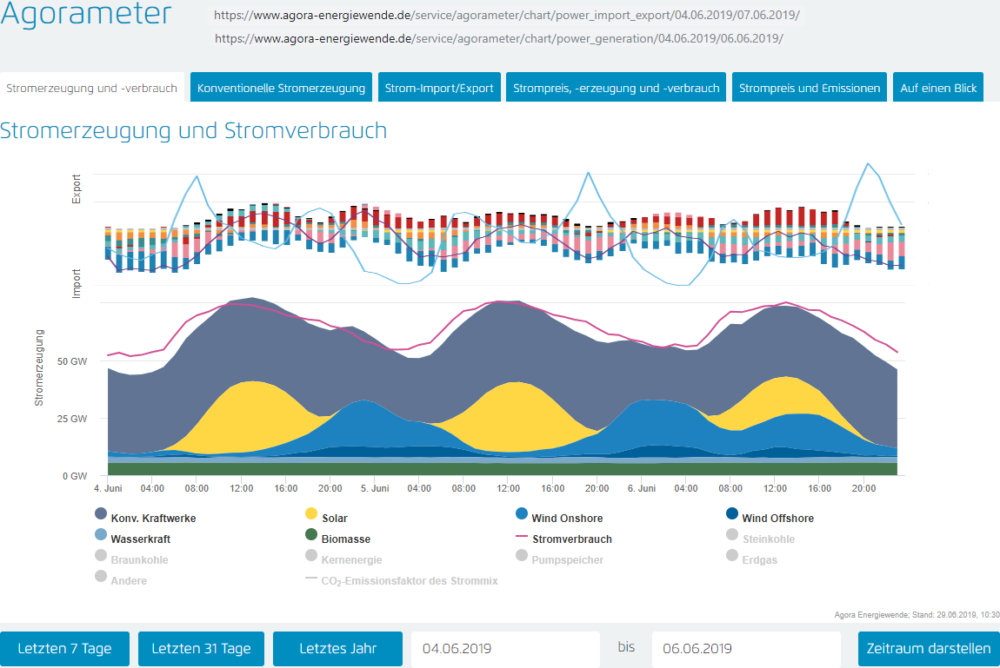 Agorameter
https://www.agora-energiewende.de/service/agorameter/chart/power_import_export/04.06.2019/07.06.2019/
https://www.agora-energiewende.de/service/agorameter/chart/power_generation/04.06.2019/06.06.2019/
Stromerzeugung und -verbrauch
Konventionelle Stromerzeugung
Strom-Import/Export
Strompreis, -erzeugung und -verbrauch
Strompreis und Emissionen
Auf einen Blick
Stromerzeugung und Stromverbrauch
Export
Import
Stromerzeugung
50 GW
25 GW
0 GW
4. Juni 04:00 08:00 12:00 16:00 20:00 5. Juni 04:00 08:00 12:00 16:00 20:00 6. Juni 04:00 08:00 12:00 16:00 20:00
Konv. Kraftwerke Solar Wind Onshore Wind Offshore
Wasserkraft Biomasse Stromverbrauch Steinkohle
Braunkohle Kernenergie Pumpspeicher Erdgas
Andere CO₂-Emissionsfaktor des Strommix
Agora Energiewende; Stand: 29.06.2019, 10:30
Letzten 7 Tage Letzten 31 Tage Letztes Jahr 04.06.2019 bis 06.06.2019 Zeitraum darstellen